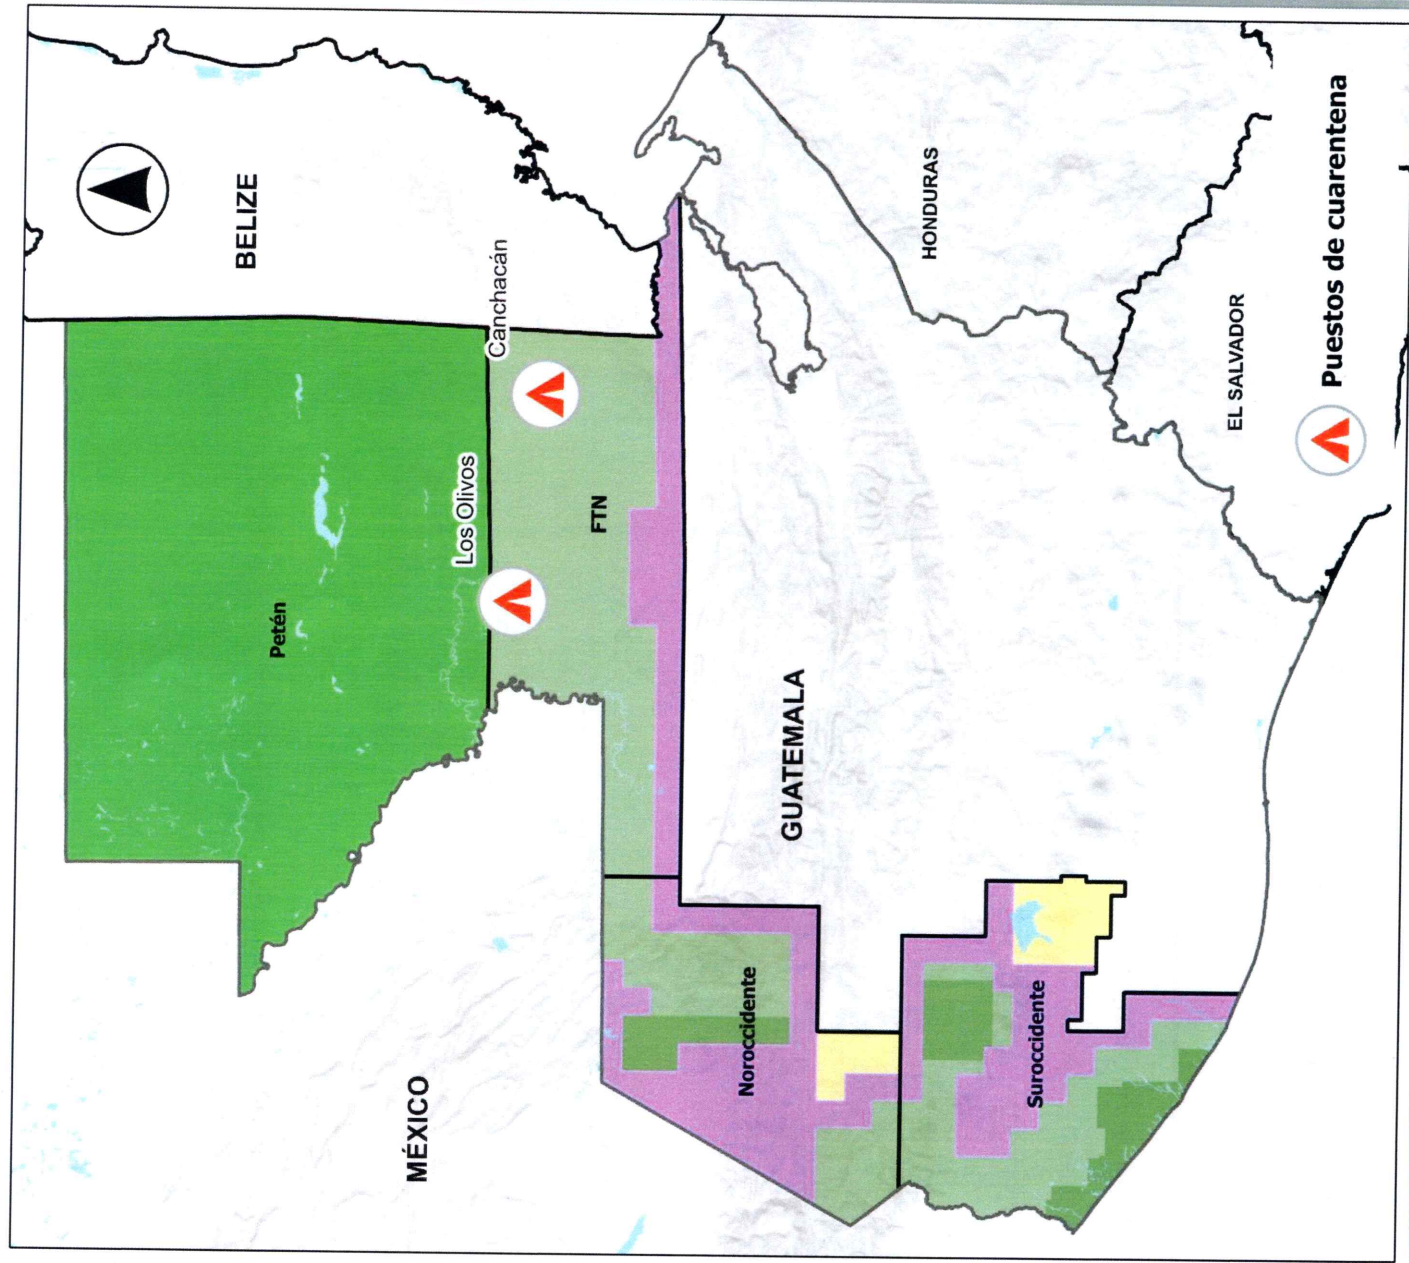 BELIZE
Petén
MÉXICO
Los Olivos
Canchacán
FTN
Noroccidente
GUATEMALA
HONDURAS
Suroccidente
EL SALVADOR
Puestos de cuarentena